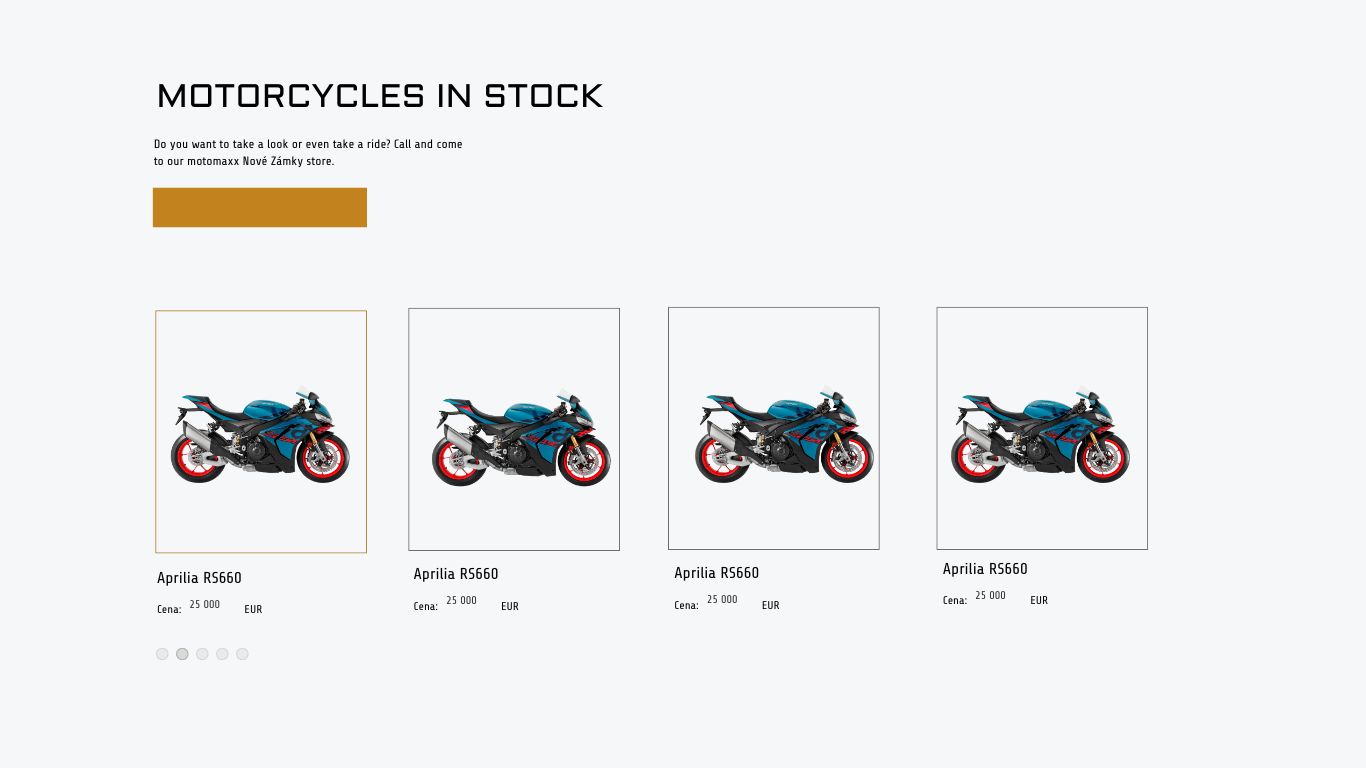 MOTORCYCLES IN STOCK
Do you want to take a look or even take a ride? Call and come
to our motomaxx Nové Zámky store.
Aprilia RS660
Cena: 25 000 EUR
Aprilia RS660
Cena: 25 000 EUR
Aprilia RS660
Cena: 25 000 EUR
Aprilia RS660
Cena: 25 000 EUR